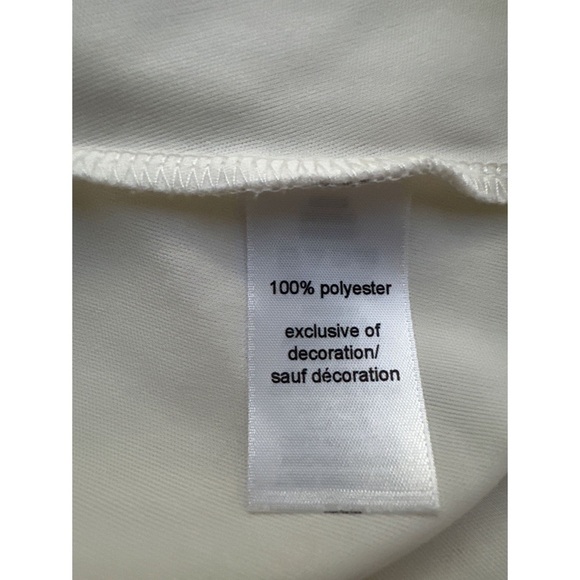 100% polyester
exclusive of
decoration/
sauf décoration